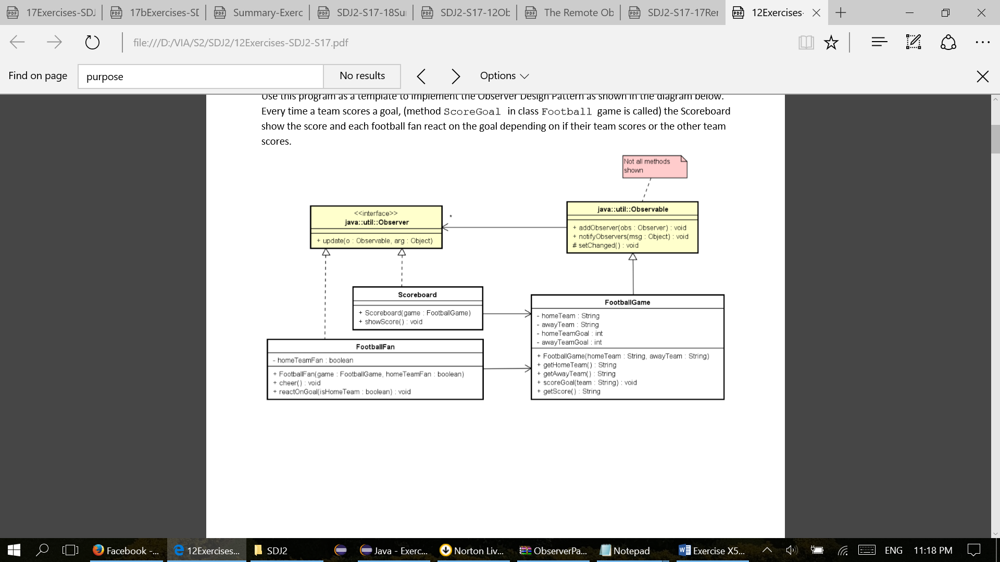 17Exercises-SDJ
17bExercises-SD
Summary-Exerc
SDJ2-S17-18Su
SDJ2-S17-12Ob
The Remote Ob
SDJ2-S17-17Rer
12Exercises-
file:///D:/VIA/S2/SDJ2/12Exercises-SDJ2-S17.pdf
Find on page
purpose
No results
Options
Use this program as a template to implement the Observer Design Pattern as shown in the diagram below.
Every time a team scores a goal, (method ScoreGoal in class Football game is called) the Scoreboard
show the score and each football fan react on the goal depending on if their team scores or the other team
scores.
Not all methods
shown
<<interface>>
java::util::Observer
+ update(o : Observable, arg : Object)
*
java::util::Observable
+ addObserver(obs : Observer) : void
+ notifyObservers(msg : Object) : void
# setChanged() : void
Scoreboard
+ Scoreboard(game : FootballGame)
+ showScore() : void
FootballFan
- homeTeamFan : boolean
+ FootballFan(game : FootballGame, homeTeamFan : boolean)
+ cheer() : void
+ reactOnGoal(isHomeTeam : boolean) : void
FootballGame
- homeTeam : String
- awayTeam : String
- homeTeamGoal : int
- awayTeamGoal : int
+ FootballGame(homeTeam : String, awayTeam : String)
+ getHomeTeam() : String
+ getAwayTeam() : String
+ scoreGoal(team : String) : void
+ getScore() : String
Facebook -...
12Exercises...
SDJ2
Java - Exerc...
Norton Liv...
ObserverPa...
Notepad
Exercise X5...
ENG
11:18 PM